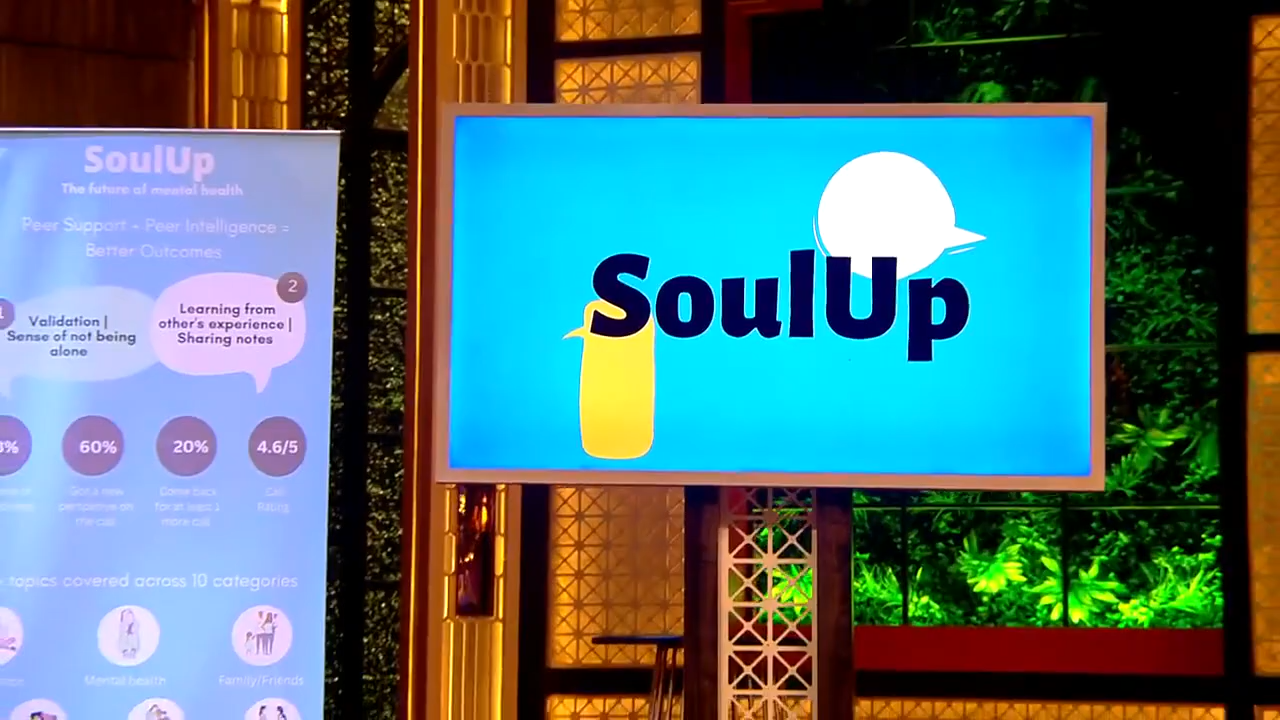 SoulUp
The future of mental health
Peer Support + Peer Intelligence =
Better Outcomes
1
Validation |
Sense of not being
alone
2
Learning from
other's experience |
Sharing notes
60%
Got a new
perspective on
the call
20%
Come back
for at least 1
more call
4.6/5
Call
Rating
topics covered across 10 categories
Mental health
Family/Friends
SoulUp